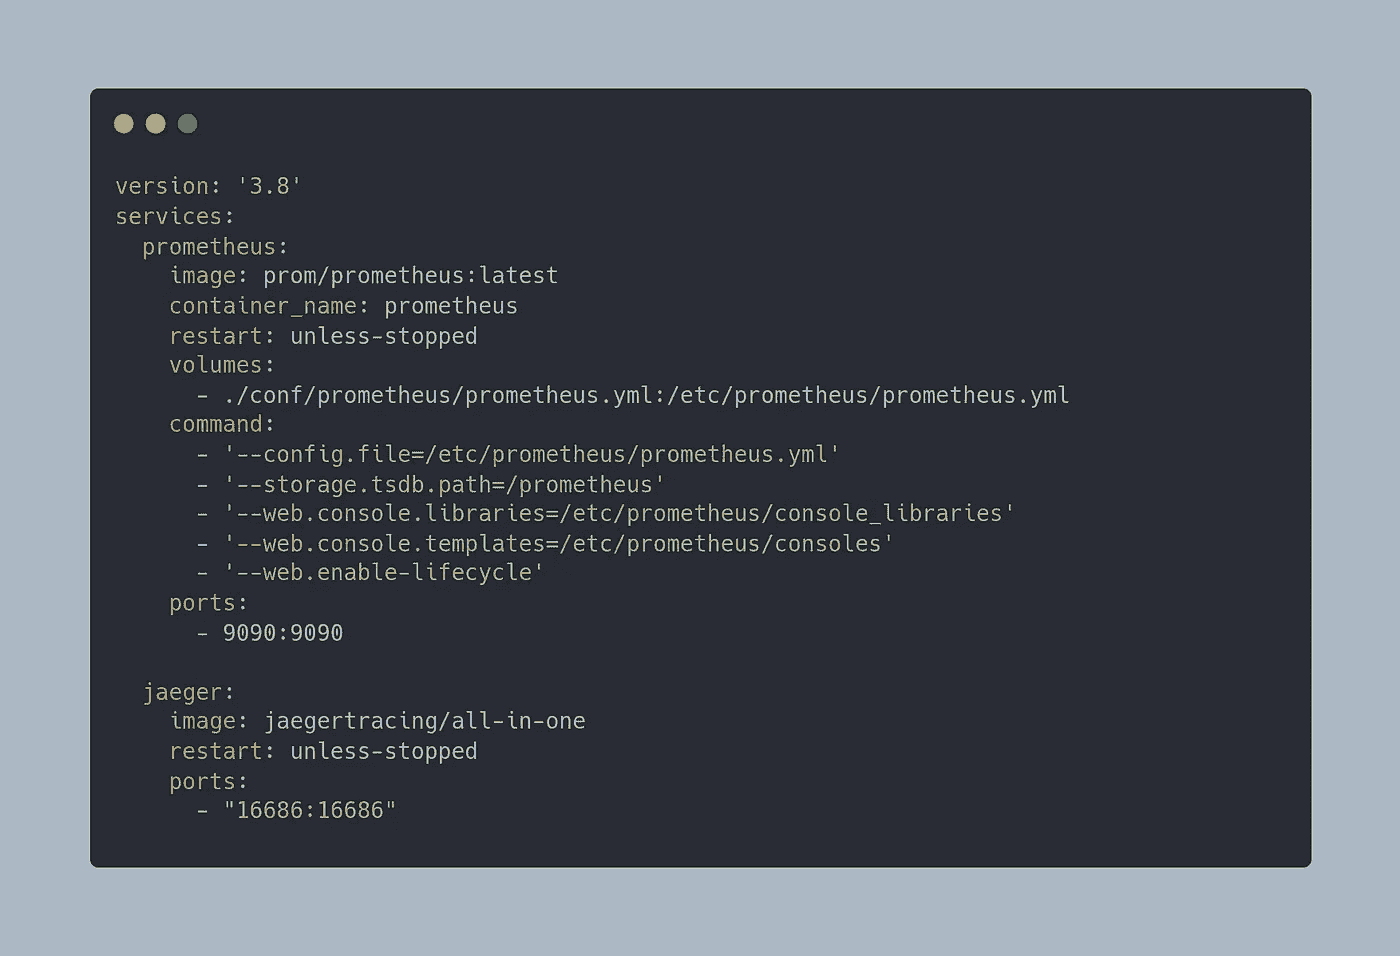 version: '3.8'
services:
  prometheus:
    image: prom/prometheus:latest
    container_name: prometheus
    restart: unless-stopped
    volumes:
      - ./conf/prometheus/prometheus.yml:/etc/prometheus/prometheus.yml
    command:
      - '--config.file=/etc/prometheus/prometheus.yml'
      - '--storage.tsdb.path=/prometheus'
      - '--web.console.libraries=/etc/prometheus/console_libraries'
      - '--web.console.templates=/etc/prometheus/consoles'
      - '--web.enable-lifecycle'
    ports:
      - 9090:9090

  jaeger:
    image: jaegertracing/all-in-one
    restart: unless-stopped
    ports:
      - "16686:16686"